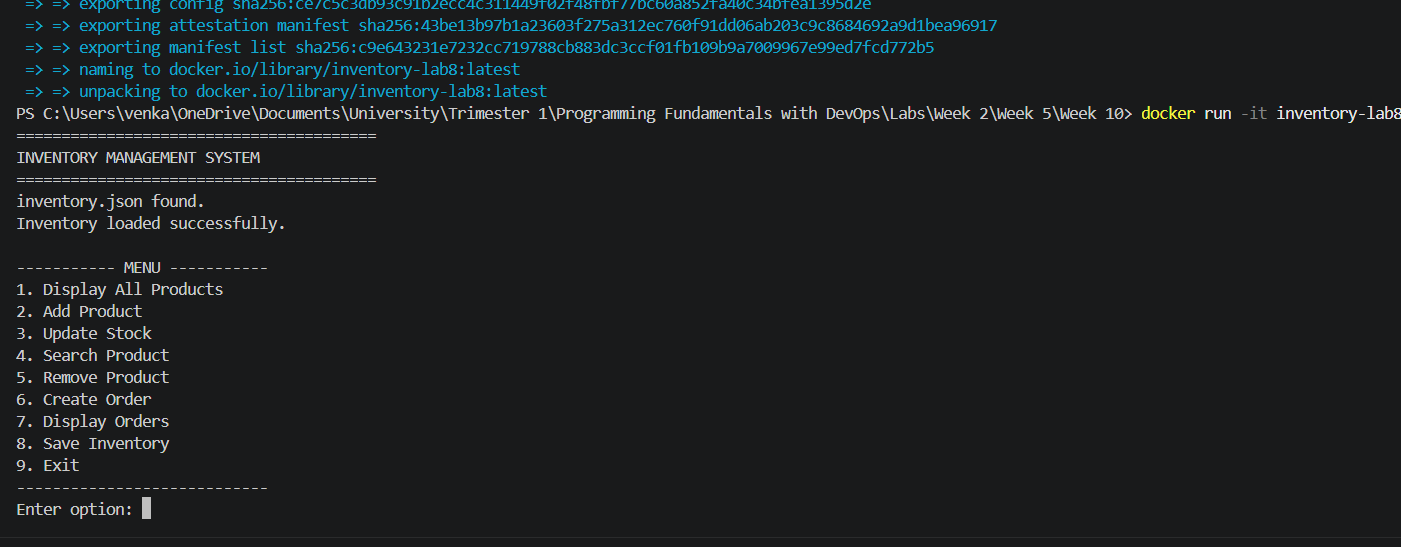 => => exporting config sha256:ce7c5c3db93c91b2ecc4c311449f02f48fbf77bc60a852fa40c34bfea1395d2e
=> => exporting attestation manifest sha256:43be13b97b1a23603f275a312ec760f91dd06ab203c9c8684692a9d1bea96917
=> => exporting manifest list sha256:c9e643231e7232cc719788cb883dc3ccf01fb109b9a7009967e99ed7fcd772b5
=> => naming to docker.io/library/inventory-lab8:latest
=> => unpacking to docker.io/library/inventory-lab8:latest
PS C:\Users\venka\OneDrive\Documents\University\Trimester 1\Programming Fundamentals with DevOps\Labs\Week 2\Week 5\Week 10> docker run -it inventory-lab8
========================================
INVENTORY MANAGEMENT SYSTEM
========================================
inventory.json found.
Inventory loaded successfully.
----------- MENU -----------
1. Display All Products
2. Add Product
3. Update Stock
4. Search Product
5. Remove Product
6. Create Order
7. Display Orders
8. Save Inventory
9. Exit
----------------------------
Enter option: